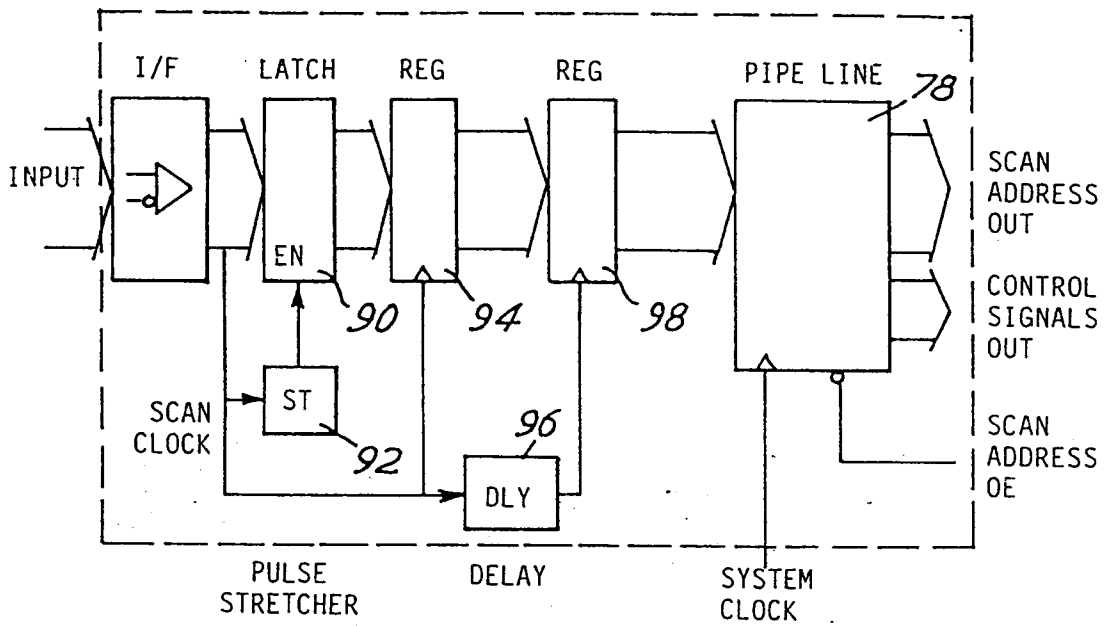 I/F
LATCH
REG
REG
PIPE LINE
78
INPUT
EN
90
94
98
SCAN
ADDRESS
OUT
CONTROL
SIGNALS
OUT
SCAN
CLOCK
ST
92
96
DLY
SCAN
ADDRESS
OE
PULSE
STRETCHER
DELAY
SYSTEM
CLOCK